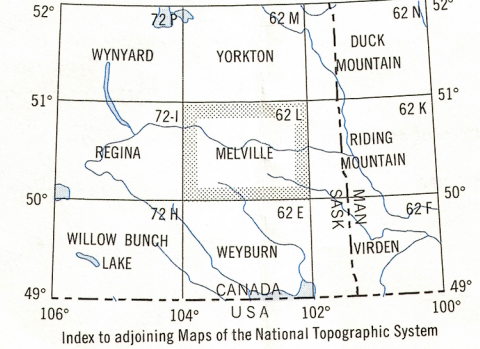 52° 72 P 62 M 62 N 52°
WYNYARD YORKTON DUCK MOUNTAIN
51° 72-I 62 L 62 K 51°
REGINA MELVILLE RIDING MOUNTAIN
50° 72 H 62 E 62 F 50°
SASK MAN
WILLOW BUNCH LAKE WEYBURN VIRDEN
49° CANADA 49°
106° 104° USA 102° 100°
Index to adjoining Maps of the National Topographic System